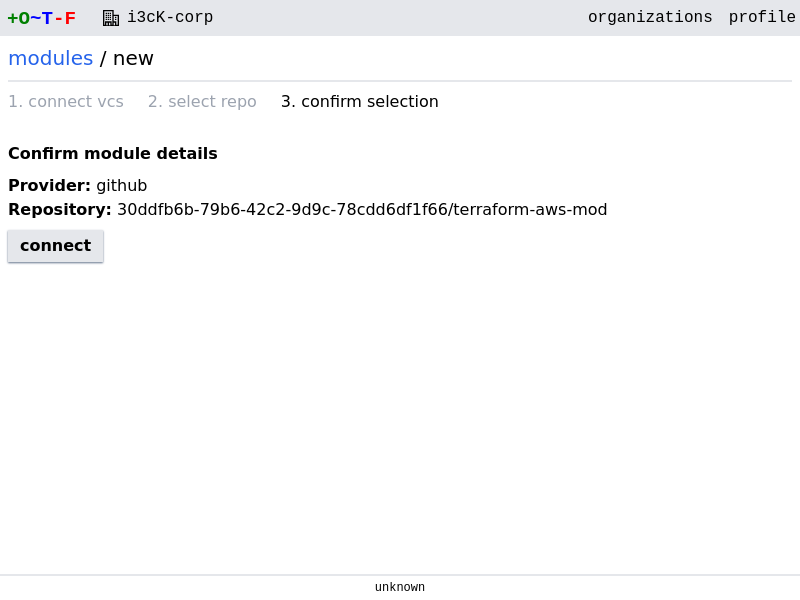 +O~T-F i3cK-corp organizations profile
modules / new
1. connect vcs 2. select repo 3. confirm selection
Confirm module details
Provider: github
Repository: 30ddfb6b-79b6-42c2-9d9c-78cdd6df1f66/terraform-aws-mod
connect
unknown